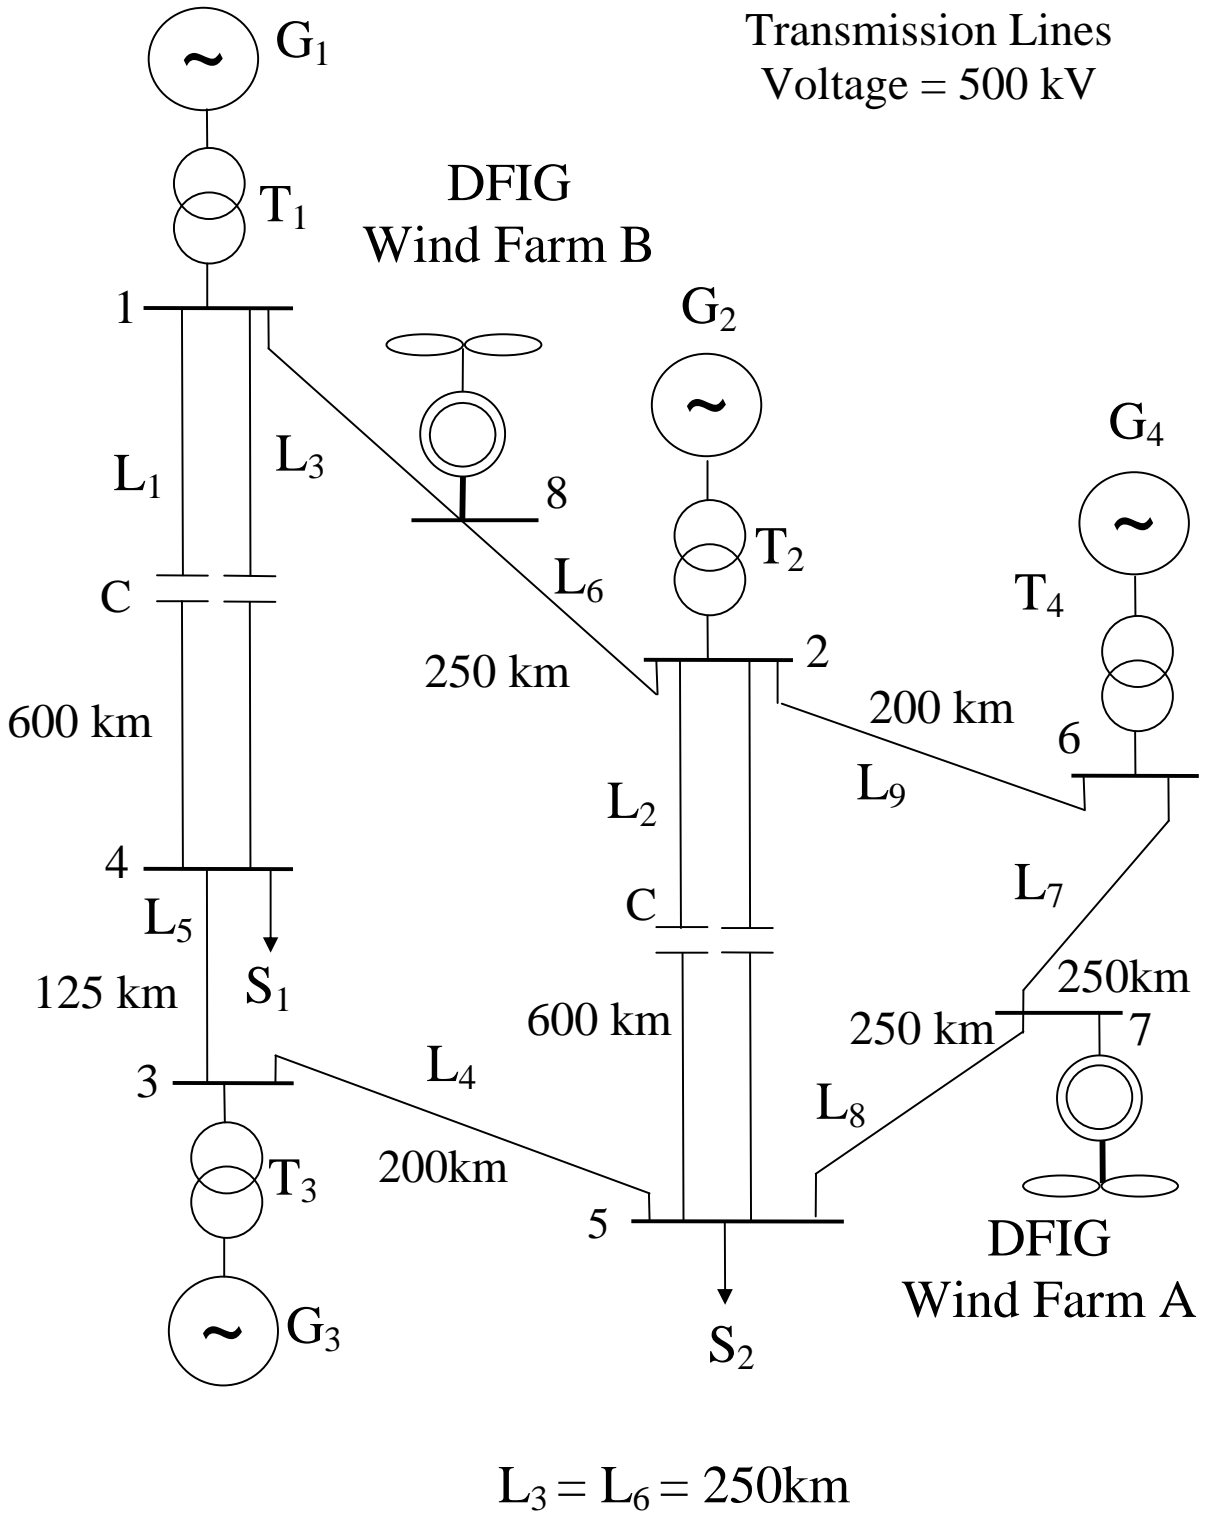 G₁
Transmission Lines
Voltage = 500 kV
~
T₁
DFIG
Wind Farm B
1
G₂
~
G₄
L₁
L₃
8
~
T₂
L₆
C
T₄
2
250 km
200 km
6
600 km
L₉
L₂
4
L₅
C
L₇
S₁
125 km
600 km
250 km
250km
7
L₄
3
L₈
200km
T₃
5
DFIG
Wind Farm A
~
G₃
S₂
L₃ = L₆ = 250km